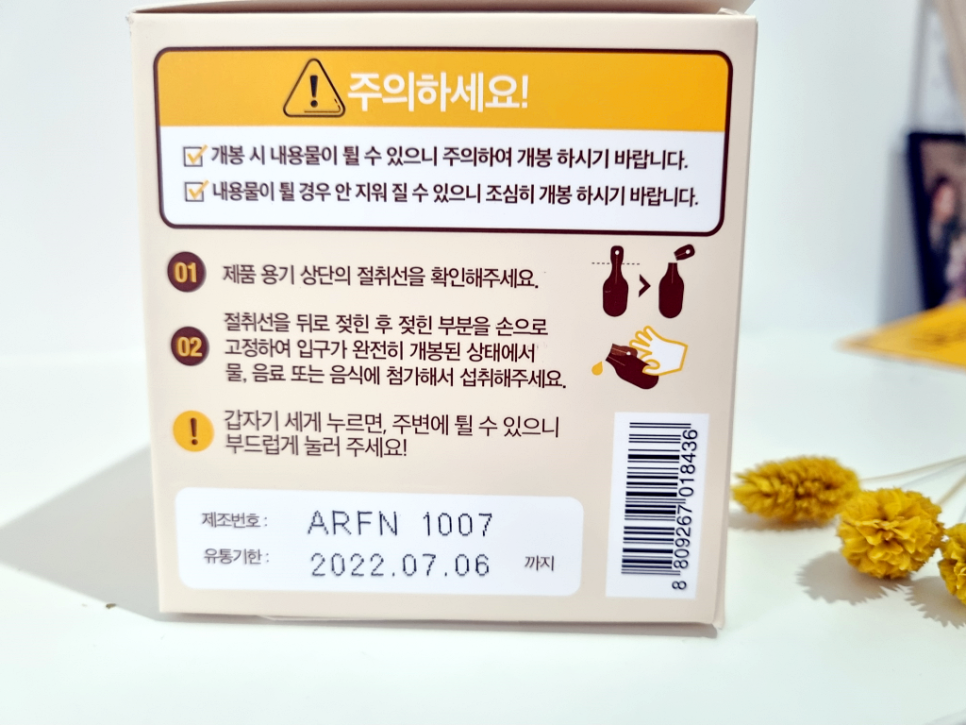 주의하세요!
개봉 시 내용물이 튈 수 있으니 주의하여 개봉 하시기 바랍니다.
내용물이 튈 경우 안 지워 질 수 있으니 조심히 개봉 하시기 바랍니다.
01 제품 용기 상단의 절취선을 확인해주세요.
02 절취선을 뒤로 젖힌 후 젖힌 부분을 손으로
고정하여 입구가 완전히 개봉된 상태에서
물, 음료 또는 음식에 첨가해서 섭취해주세요.
! 갑자기 세게 누르면, 주변에 튈 수 있으니
부드럽게 눌러 주세요!
제조번호 : ARFN 1007
유통기한 : 2022.07.06 까지
8 809267 018436